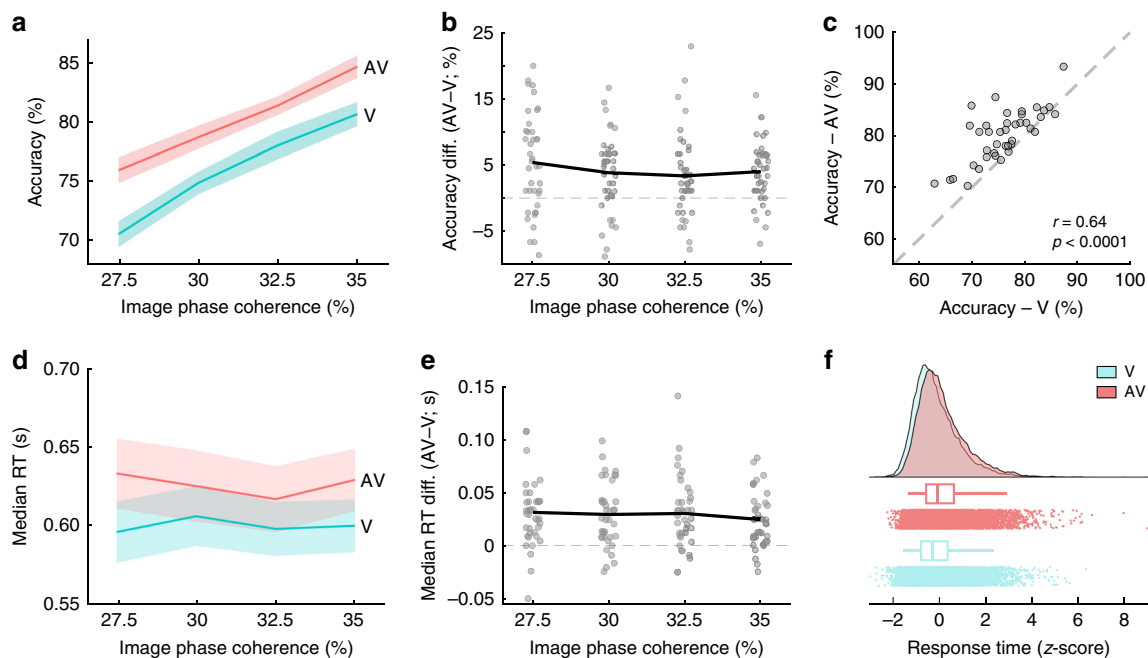 a
Accuracy (%)
85
80
75
70
27.5 30 32.5 35
Image phase coherence (%)
AV
V
b
Accuracy diff. (AV–V; %)
25
15
5
–5
27.5 30 32.5 35
Image phase coherence (%)
c
Accuracy – AV (%)
100
90
80
70
60
60 70 80 90 100
Accuracy – V (%)
r = 0.64
p < 0.0001
d
Median RT (s)
0.70
0.65
0.60
0.55
27.5 30 32.5 35
Image phase coherence (%)
AV
V
e
Median RT diff. (AV–V; s)
0.15
0.10
0.05
0
–0.05
27.5 30 32.5 35
Image phase coherence (%)
f
V
AV
–2 0 2 4 6 8
Response time (z-score)